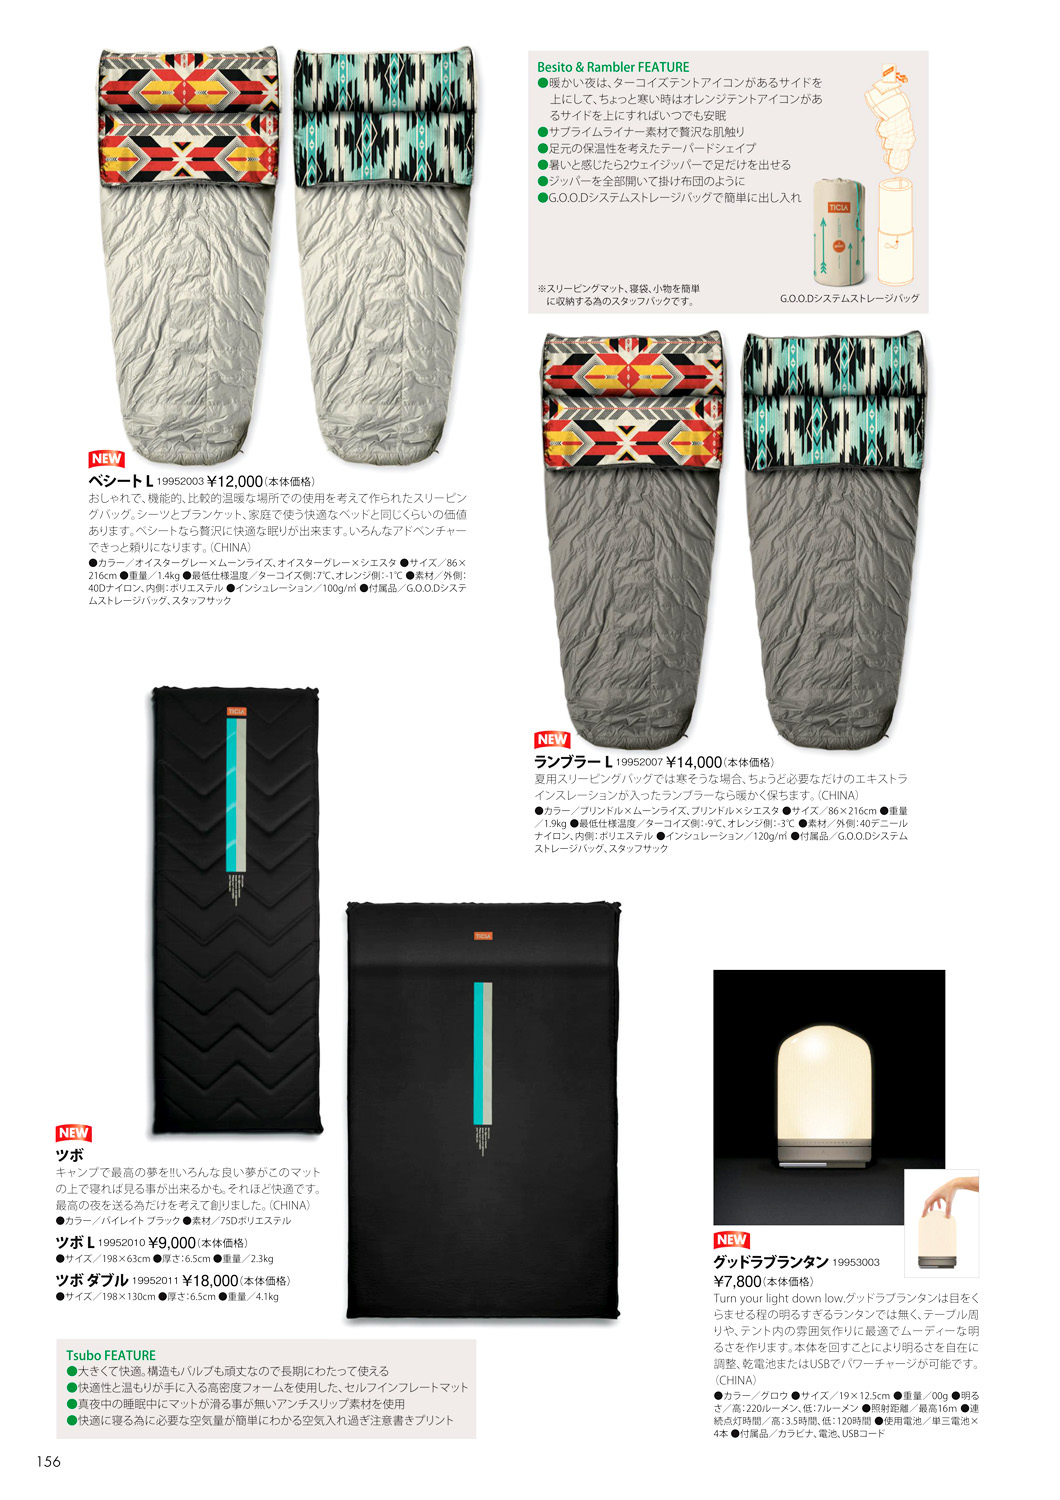 Besito & Rambler FEATURE
●暖かい夜は、ターコイズテントアイコンがあるサイドを
上にして、ちょっと寒い時はオレンジテントアイコンがあ
るサイドを上にすればいつでも安眠
●サブライムライナー素材で贅沢な肌触り
●足元の保温性を考えたテーパードシェイプ
●暑いと感じたら2ウェイジッパーで足だけを出せる
●ジッパーを全部開いて掛け布団のように
●G.O.O.Dシステムストレージバッグで簡単に出し入れ
TICLA
※スリーピングマット、寝袋、小物を簡単
に収納する為のスタッフバックです。
G.O.O.Dシステムストレージバッグ
NEW
ベシート L 19952003 ¥12,000(本体価格)
おしゃれで、機能的、比較的温暖な場所での使用を考えて作られたスリーピン
グバッグ。シーツとブランケット、家庭で使う快適なベッドと同じくらいの価値
あります。ベシートなら贅沢に快適な眠りが出来ます。いろんなアドベンチャー
できっと頼りになります。(CHINA)
●カラー／オイスターグレー×ムーンライズ、オイスターグレー×シエスタ ●サイズ／86×
216cm ●重量／1.4kg ●最低仕様温度／ターコイズ側：7℃、オレンジ側：-1℃ ●素材／外側：
40Dナイロン、内側：ポリエステル ●インシュレーション／100g/㎡ ●付属品／G.O.O.Dシステ
ムストレージバッグ、スタッフサック
NEW
ランブラー L 19952007 ¥14,000(本体価格)
夏用スリーピングバッグでは寒そうな場合、ちょうど必要なだけのエキストラ
インスレーションが入ったランブラーなら暖かく保ちます。(CHINA)
●カラー／ブリンドル×ムーンライズ、ブリンドル×シエスタ ●サイズ／86×216cm ●重量
／1.9kg ●最低仕様温度／ターコイズ側：-9℃、オレンジ側：-3℃ ●素材／外側：40デニール
ナイロン、内側：ポリエステル ●インシュレーション／120g/㎡ ●付属品／G.O.O.Dシステム
ストレージバッグ、スタッフサック
TICLA
TICLA
NEW
ツボ
キャンプで最高の夢を!!いろんな良い夢がこのマット
の上で寝れば見る事が出来るかも。それほど快適です。
最高の夜を送る為だけを考えて創りました。(CHINA)
●カラー／パイレイト ブラック ●素材／75Dポリエステル
ツボ L 19952010 ¥9,000(本体価格)
●サイズ／198×63cm ●厚さ：6.5cm ●重量／2.3kg
ツボ ダブル 19952011 ¥18,000(本体価格)
●サイズ／198×130cm ●厚さ：6.5cm ●重量／4.1kg
Tsubo FEATURE
●大きくて快適。構造もバルブも頑丈なので長期にわたって使える
●快適性と温もりが手に入る高密度フォームを使用した、セルフインフレートマット
●真夜中の睡眠中にマットが滑る事が無いアンチスリップ素材を使用
●快適に寝る為に必要な空気量が簡単にわかる空気入れ過ぎ注意書きプリント
NEW
グッドラブランタン 19953003
¥7,800(本体価格)
Turn your light down low.グッドラブランタンは目をく
らませる程の明るすぎるランタンでは無く、テーブル周
りや、テント内の雰囲気作りに最適でムーディーな明
るさを作ります。本体を回すことにより明るさを自在に
調整、乾電池またはUSBでパワーチャージが可能です。
(CHINA)
●カラー／グロウ ●サイズ／19×12.5cm ●重量／00g ●明る
さ／高：220ルーメン、低：7ルーメン ●照射距離／最高16m ●連
続点灯時間／高：3.5時間、低：120時間 ●使用電池／単三電池×
4本 ●付属品／カラビナ、電池、USBコード
156